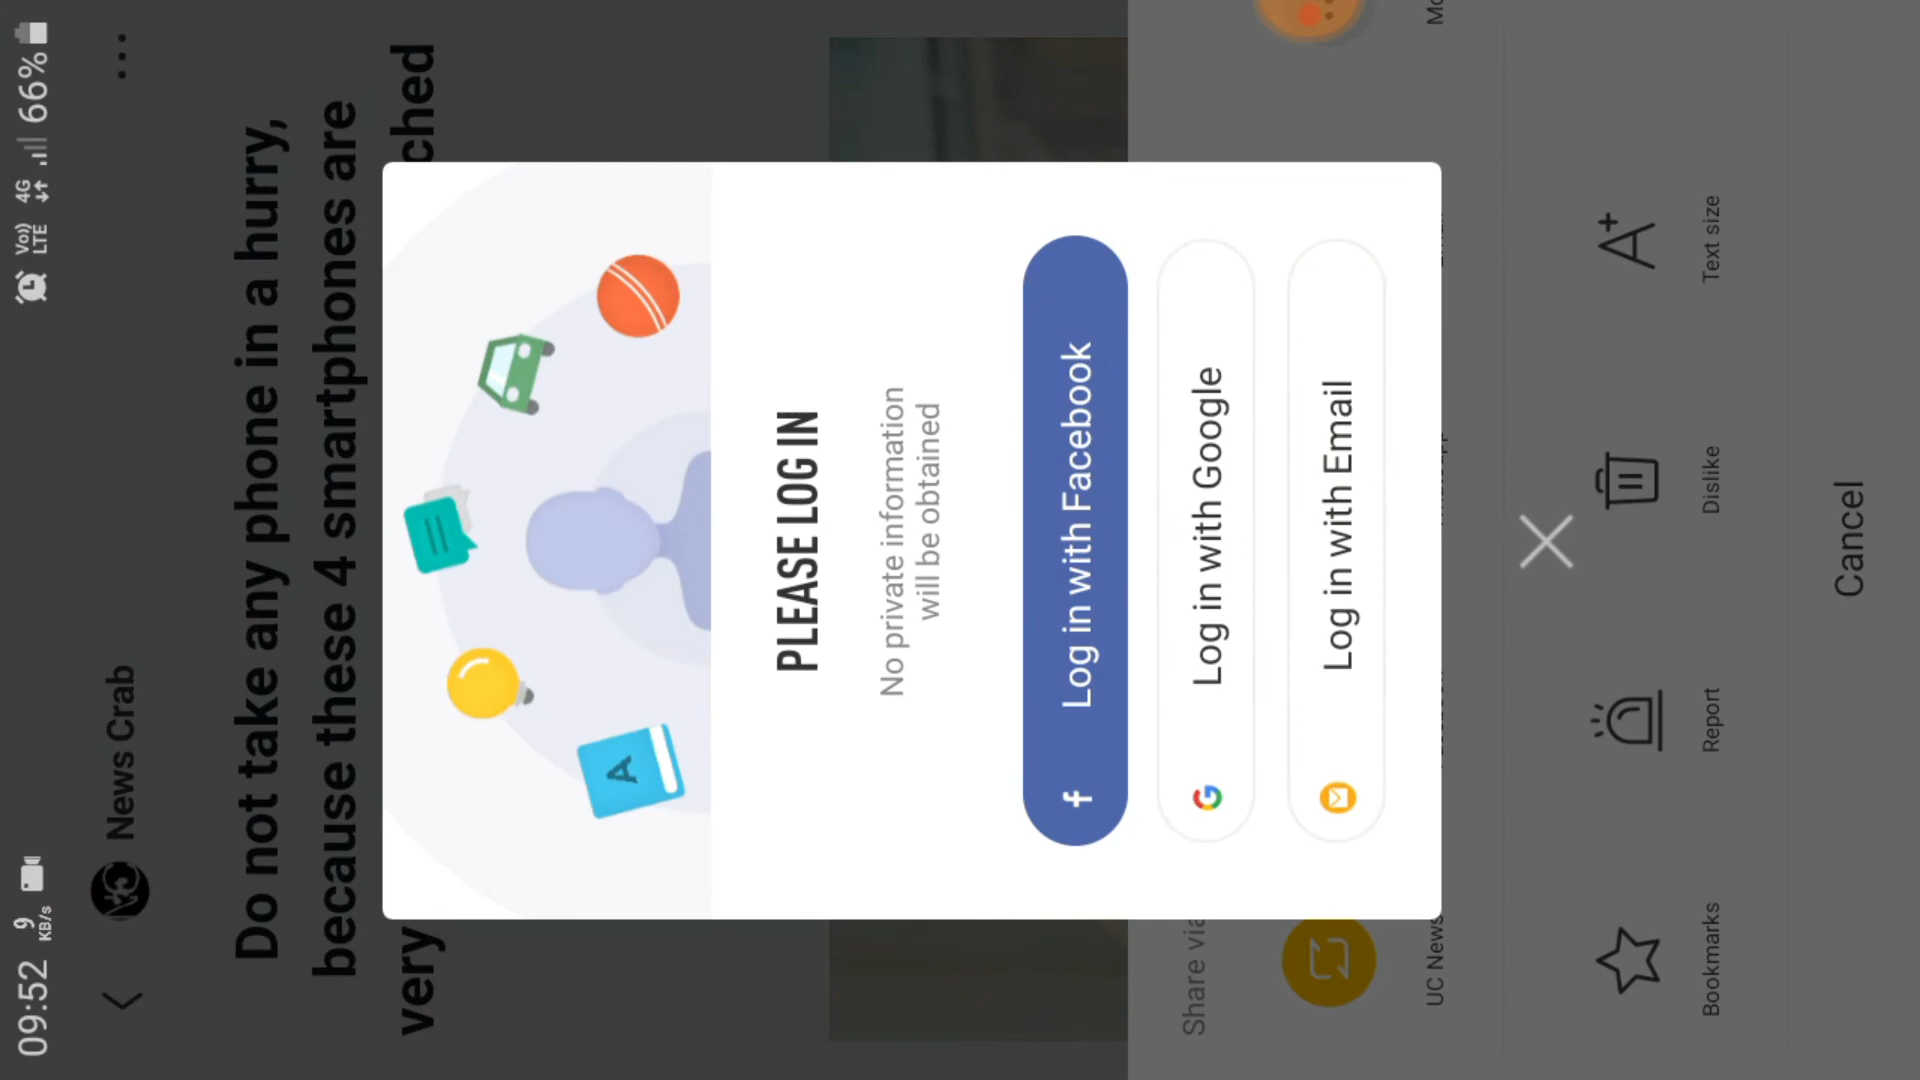 09:52
9
KB/s
Vo))
LTE
4G
66%
News Crab
Do not take any phone in a hurry,
because these 4 smartphones are
very
ched
PLEASE LOG IN
No private information
will be obtained
Log in with Facebook
Log in with Google
Log in with Email
Share via
UC News
Bookmarks
Report
Dislike
Text size
Cancel